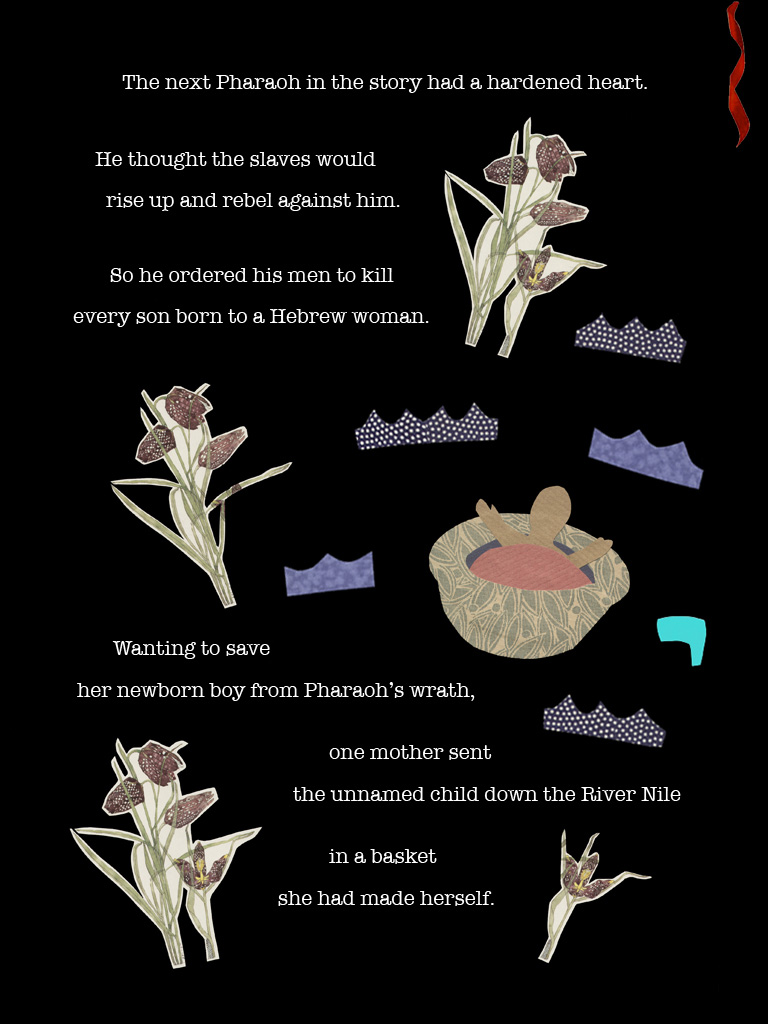 The next Pharaoh in the story had a hardened heart.
He thought the slaves would
rise up and rebel against him.
So he ordered his men to kill
every son born to a Hebrew woman.
Wanting to save
her newborn boy from Pharaoh's wrath,
one mother sent
the unnamed child down the River Nile
in a basket
she had made herself.